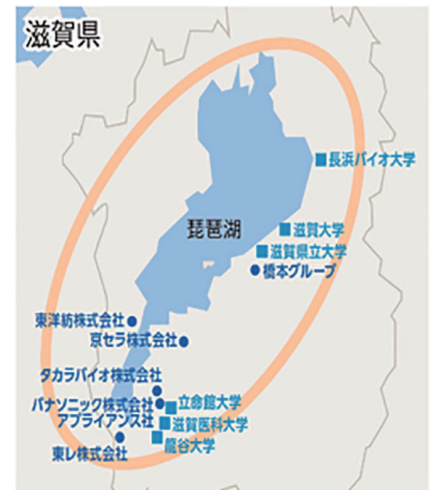 滋賀県
長浜バイオ大学
琵琶湖
滋賀大学
滋賀県立大学
橋本グループ
東洋紡株式会社
京セラ株式会社
タカラバイオ株式会社
パナソニック株式会社
アプライアンス社
立命館大学
滋賀医科大学
龍谷大学
東レ株式会社